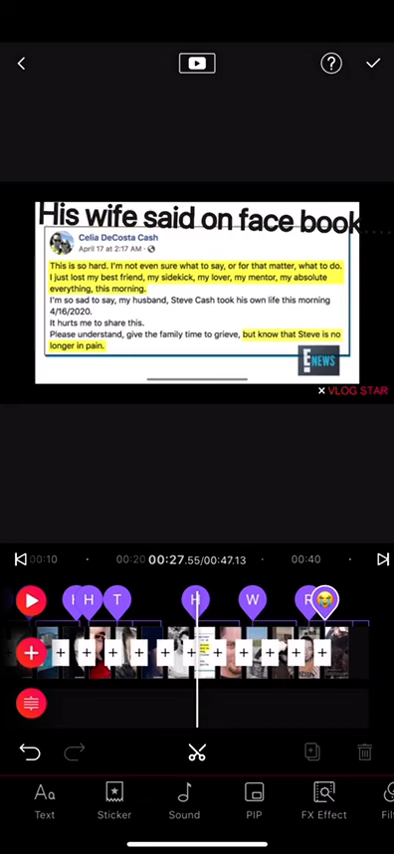 His wife said on face book
Celia DeCosta Cash
April 17 at 2:17 AM
This is so hard. I'm not even sure what to say, or for that matter, what to do.
I just lost my best friend, my sidekick, my lover, my mentor, my absolute
everything, this morning.
I'm so sad to say, my husband, Steve Cash took his own life this morning
4/16/2020.
It hurts me to share this.
Please understand, give the family time to grieve, but know that Steve is no
longer in pain.
E NEWS
× VLOG STAR
00:10 00:20 00:27.55/00:47.13 00:40
H H T H W R
Aa
Text Sticker Sound PIP FX Effect Filt